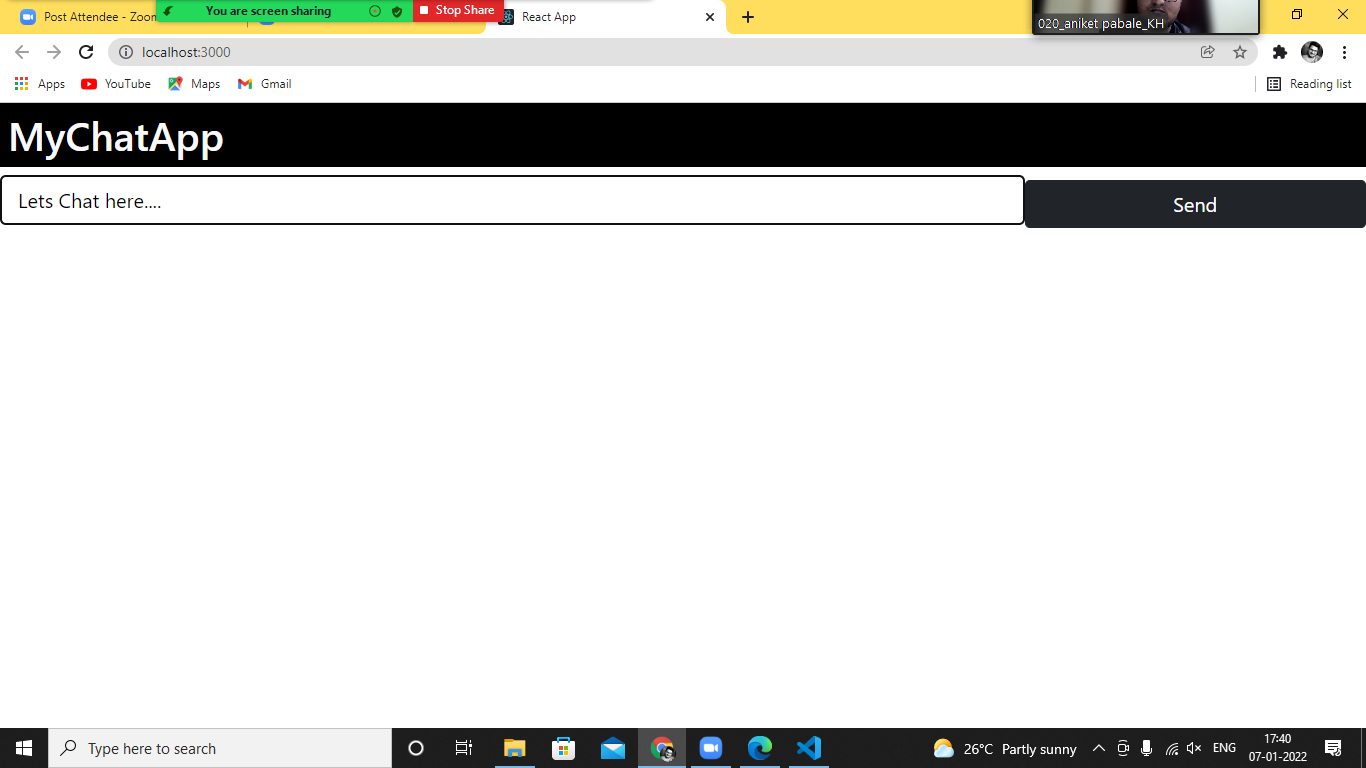 Post Attendee - Zoom
You are screen sharing
Stop Share
React App
020_aniket pabale_KH
localhost:3000
Apps
YouTube
Maps
Gmail
Reading list
MyChatApp
Lets Chat here....
Send
Type here to search
26°C Partly sunny
ENG
17:40
07-01-2022